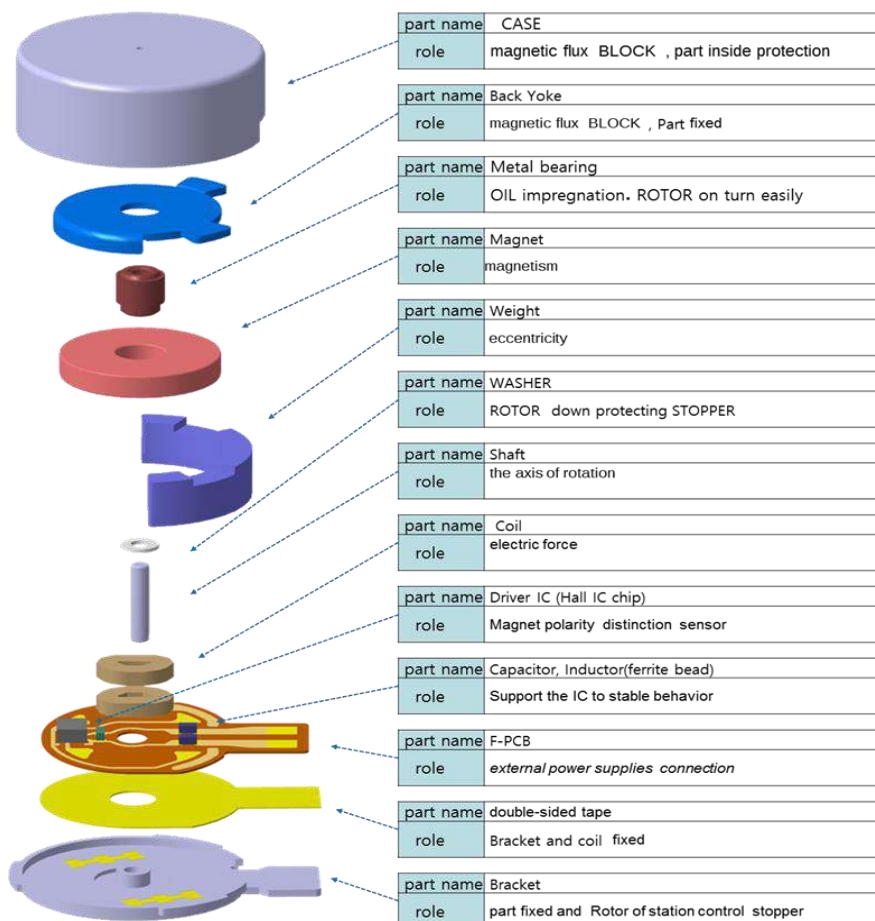 part name CASE
role magnetic flux BLOCK , part inside protection
part name Back Yoke
role magnetic flux BLOCK , Part fixed
part name Metal bearing
role OIL impregnation. ROTOR on turn easily
part name Magnet
role magnetism
part name Weight
role eccentricity
part name WASHER
role ROTOR down protecting STOPPER
part name Shaft
role the axis of rotation
part name Coil
role electric force
part name Driver IC (Hall IC chip)
role Magnet polarity distinction sensor
part name Capacitor, Inductor(ferrite bead)
role Support the IC to stable behavior
part name F-PCB
role external power supplies connection
part name double-sided tape
role Bracket and coil fixed
part name Bracket
role part fixed and Rotor of station control stopper